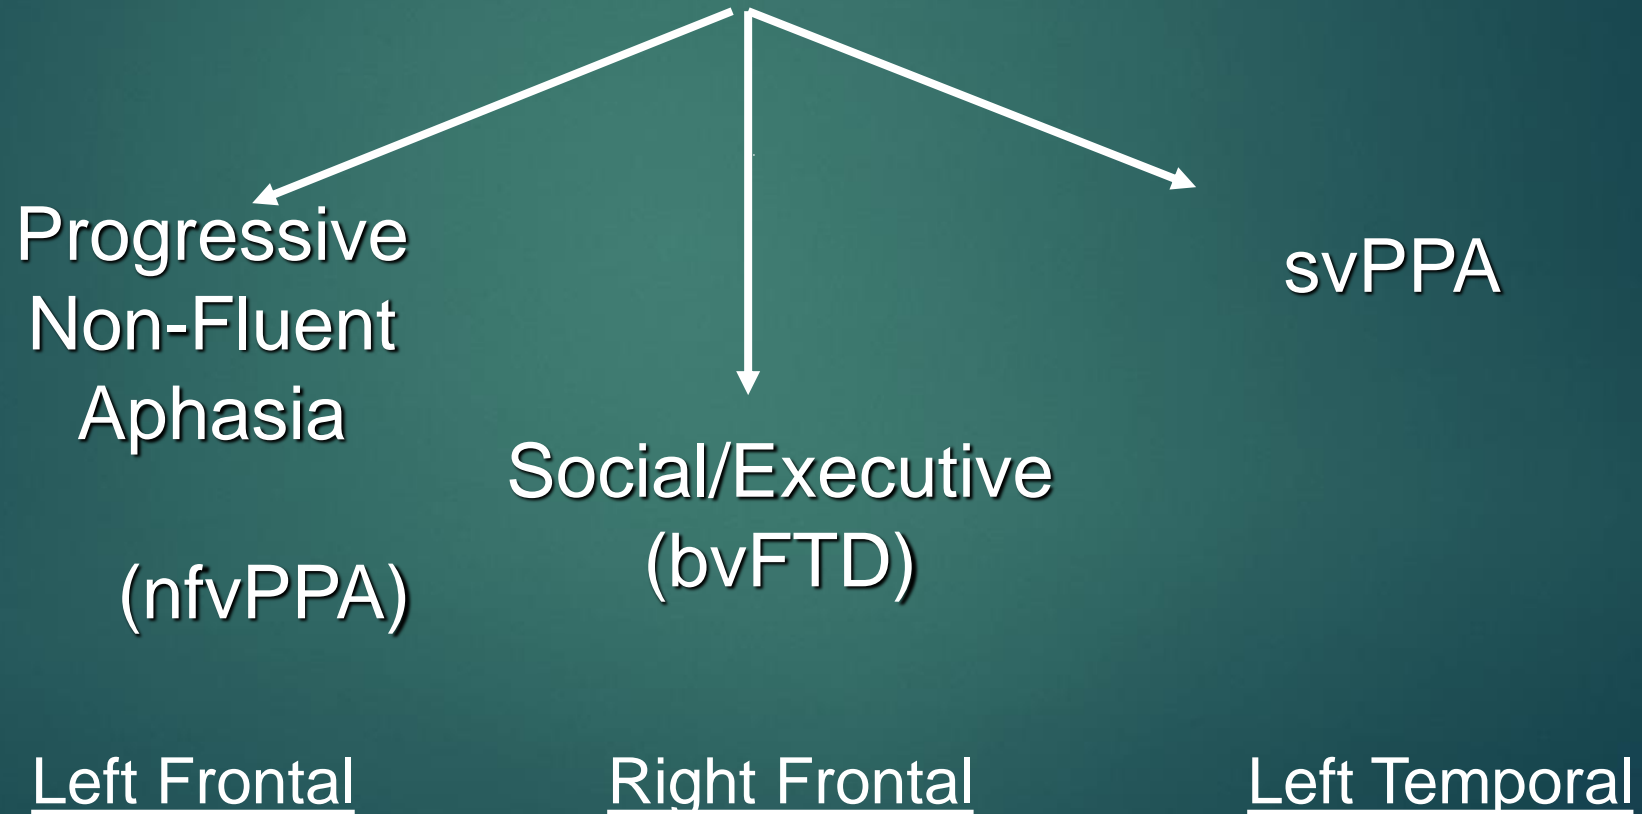 Progressive
Non-Fluent
Aphasia
(nfvPPA)
Social/Executive
(bvFTD)
svPPA
Left Frontal
Right Frontal
Left Temporal